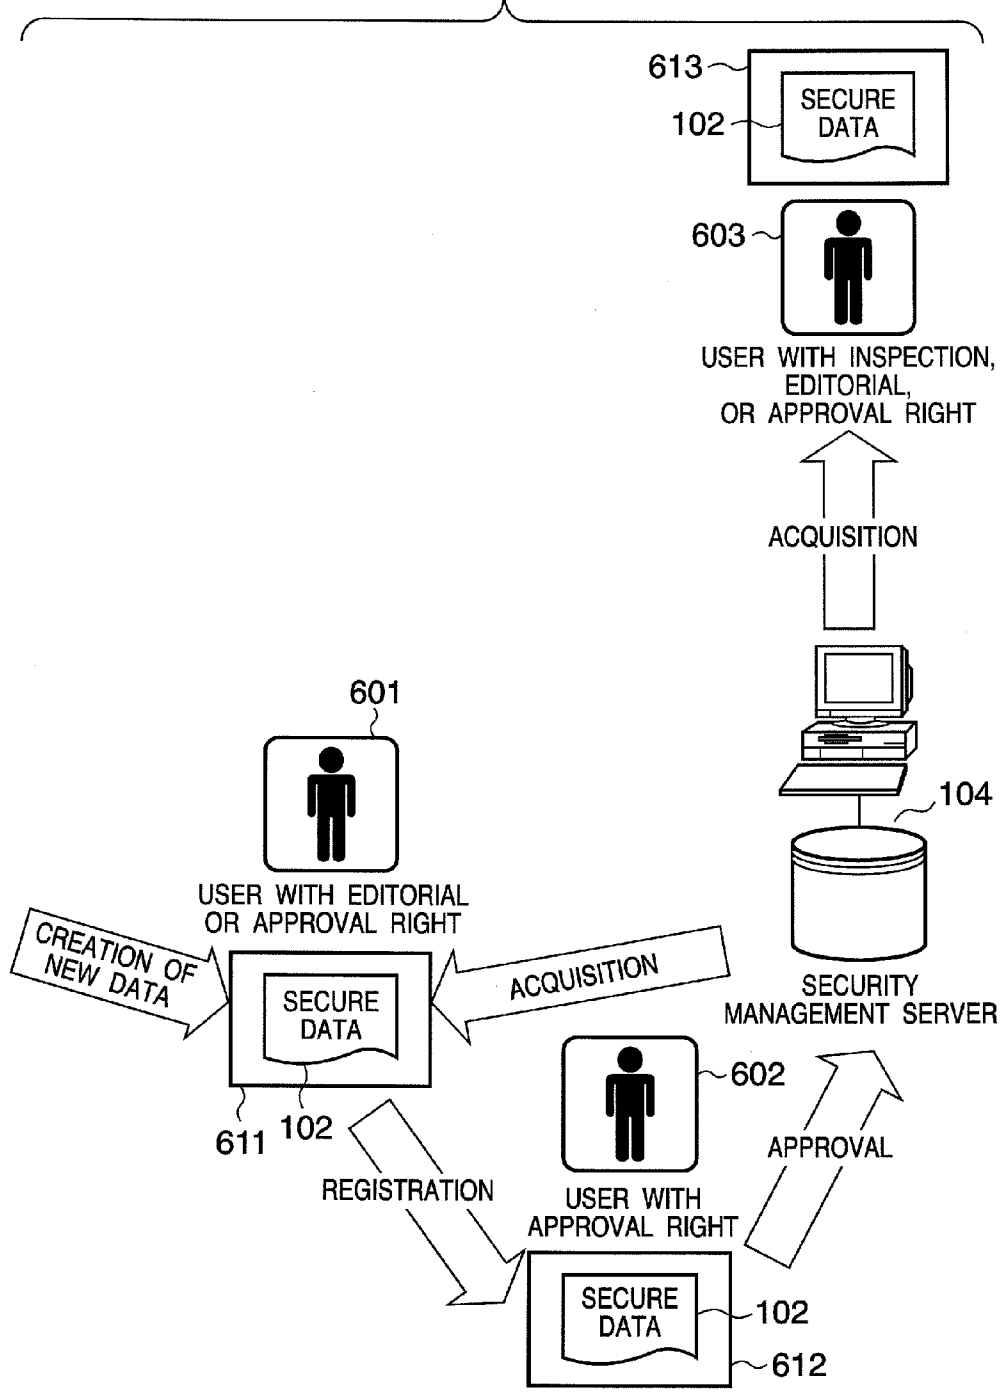 613
SECURE
DATA
102
603
USER WITH INSPECTION,
EDITORIAL,
OR APPROVAL RIGHT
ACQUISITION
601
104
USER WITH EDITORIAL
OR APPROVAL RIGHT
CREATION OF
NEW DATA
SECURE
DATA
ACQUISITION
SECURITY
MANAGEMENT SERVER
602
611
102
APPROVAL
REGISTRATION
USER WITH
APPROVAL RIGHT
SECURE
DATA
102
612